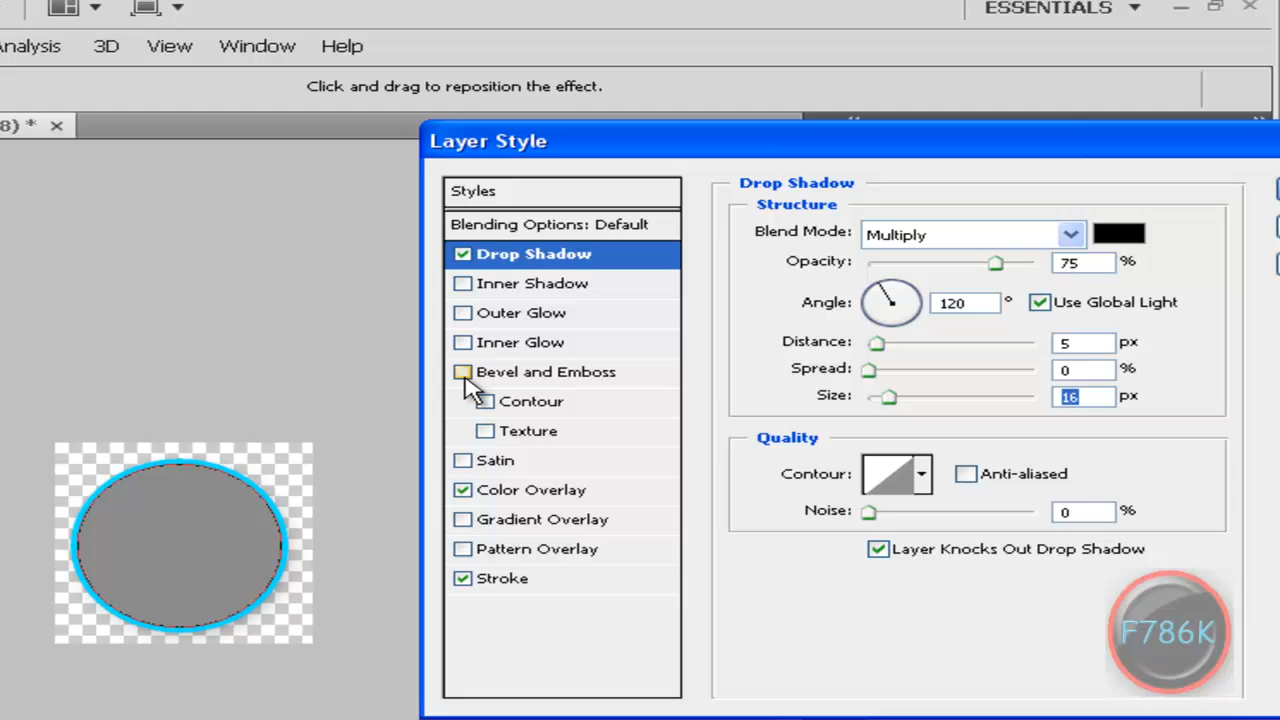 ESSENTIALS
Analysis 3D View Window Help
Click and drag to reposition the effect.
8) *
Layer Style
Styles
Blending Options: Default
Drop Shadow
Inner Shadow
Outer Glow
Inner Glow
Bevel and Emboss
Contour
Texture
Satin
Color Overlay
Gradient Overlay
Pattern Overlay
Stroke
Drop Shadow
Structure
Blend Mode: Multiply
Opacity: 75 %
Angle: 120 ° Use Global Light
Distance: 5 px
Spread: 0 %
Size: 16 px
Quality
Contour: Anti-aliased
Noise: 0 %
Layer Knocks Out Drop Shadow
F786K